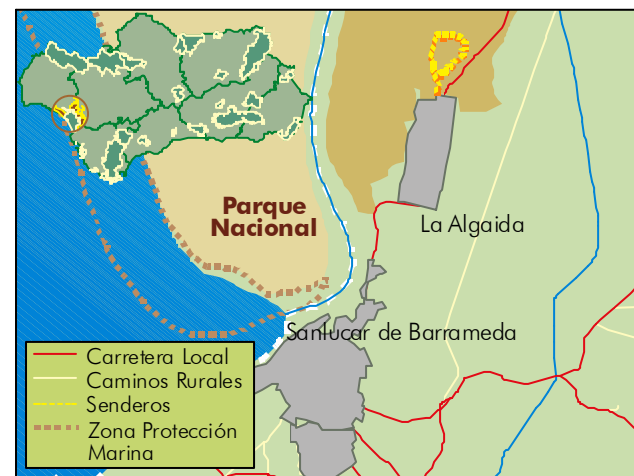 Parque
Nacional
La Algaida
Sanlucar de Barrameda
Carretera Local
Caminos Rurales
Senderos
Zona Protección
Marina